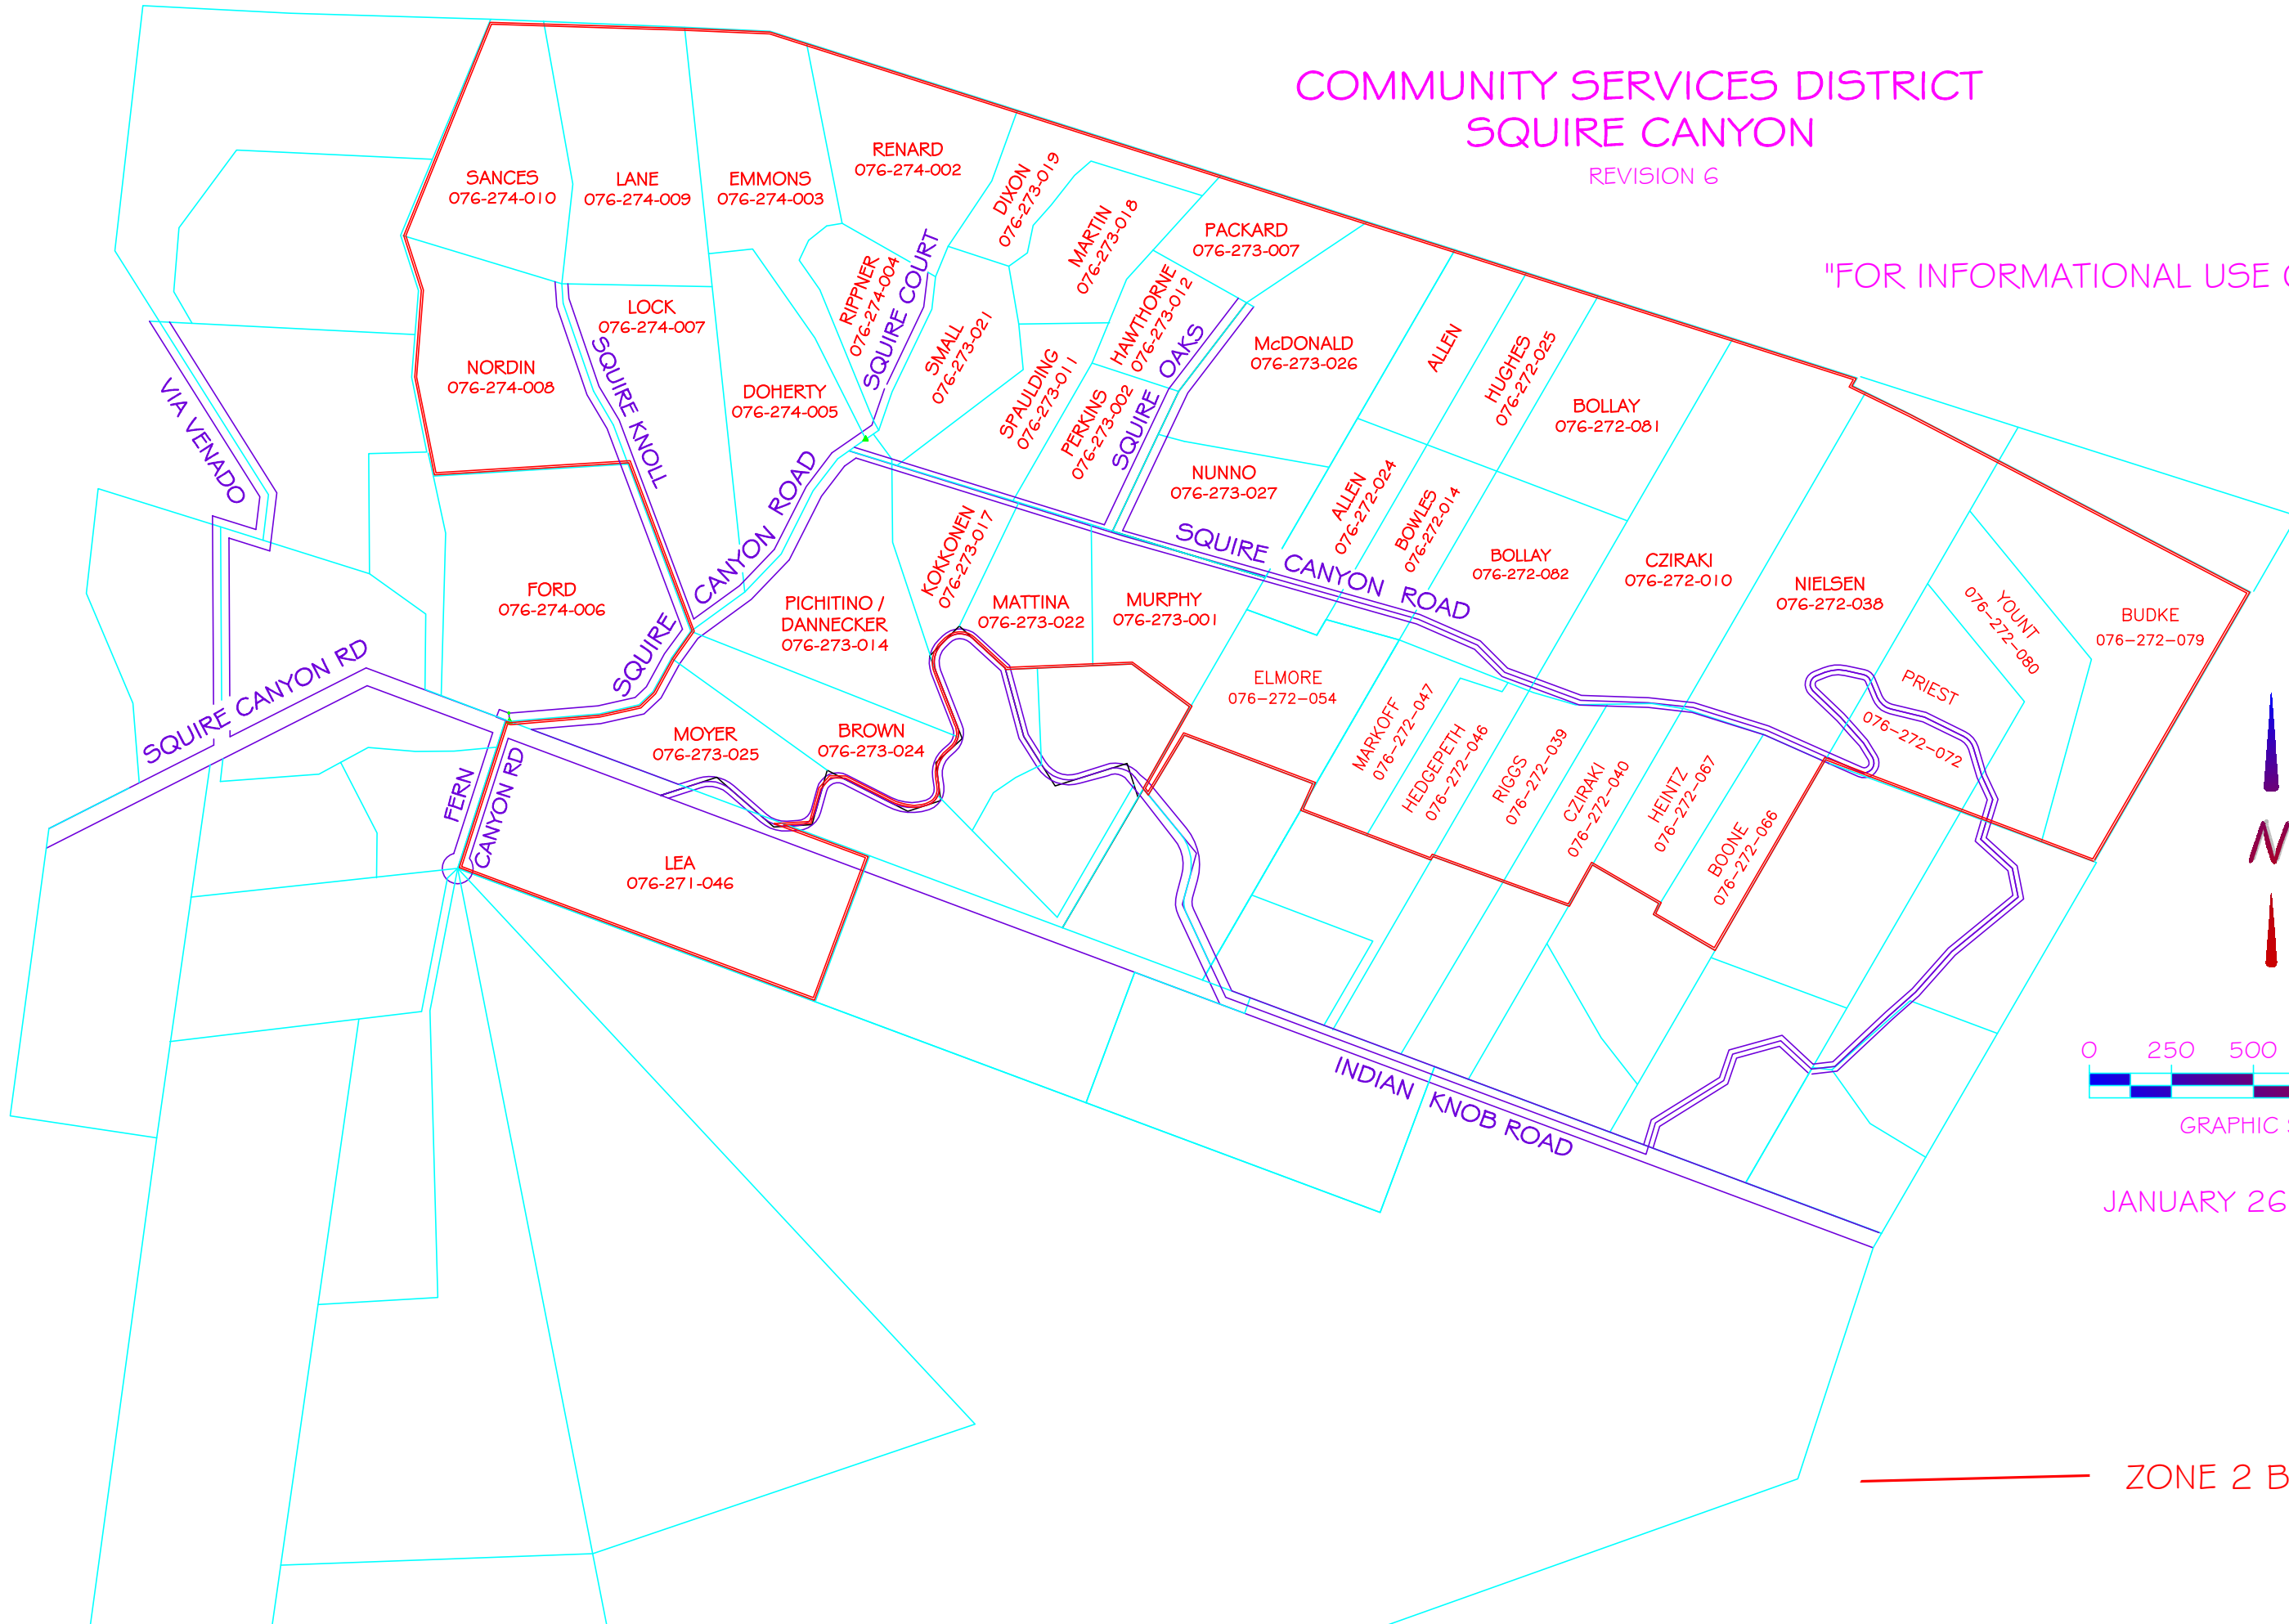 COMMUNITY SERVICES DISTRICT
SQUIRE CANYON
REVISION 6
"FOR INFORMATIONAL USE
SANCES
076-274-010
LANE
076-274-009
EMMONS
076-274-003
RENARD
076-274-002
DIXON
076-273-019
MARTIN
076-273-018
PACKARD
076-273-007
RIPPNER
076-274-004
SQUIRE COURT
HAWTHORNE
076-273-012
LOCK
076-274-007
SMALL
076-273-021
SQUIRE OAKS
McDONALD
076-273-026
ALLEN
HUGHES
076-272-025
NORDIN
076-274-008
SQUIRE KNOLL
DOHERTY
076-274-005
SPAULDING
076-273-011
PERKINS
076-273-002
BOLLAY
076-272-081
VIA VENADO
NUNNO
076-273-027
ALLEN
076-272-024
BOWLES
076-272-014
SQUIRE CANYON ROAD
SQUIRE CANYON ROAD
KOKKONEN
076-273-017
FORD
076-274-006
PICHITINO /
DANNECKER
076-273-014
MATTINA
076-273-022
MURPHY
076-273-001
BOLLAY
076-272-082
CZIRAKI
076-272-010
NIELSEN
076-272-038
YOUNT
076-272-080
BUDKE
076-272-079
SQUIRE CANYON RD
ELMORE
076-272-054
PRIEST
076-272-072
MOYER
076-273-025
BROWN
076-273-024
MARKOFF
076-272-047
HEDGEPETH
076-272-046
RIGGS
076-272-039
CZIRAKI
076-272-040
HEINTZ
076-272-067
BOONE
076-272-066
FERN
CANYON RD
LEA
076-271-046
N
INDIAN KNOB ROAD
0 250 500
GRAPHIC
JANUARY 26
ZONE 2 B